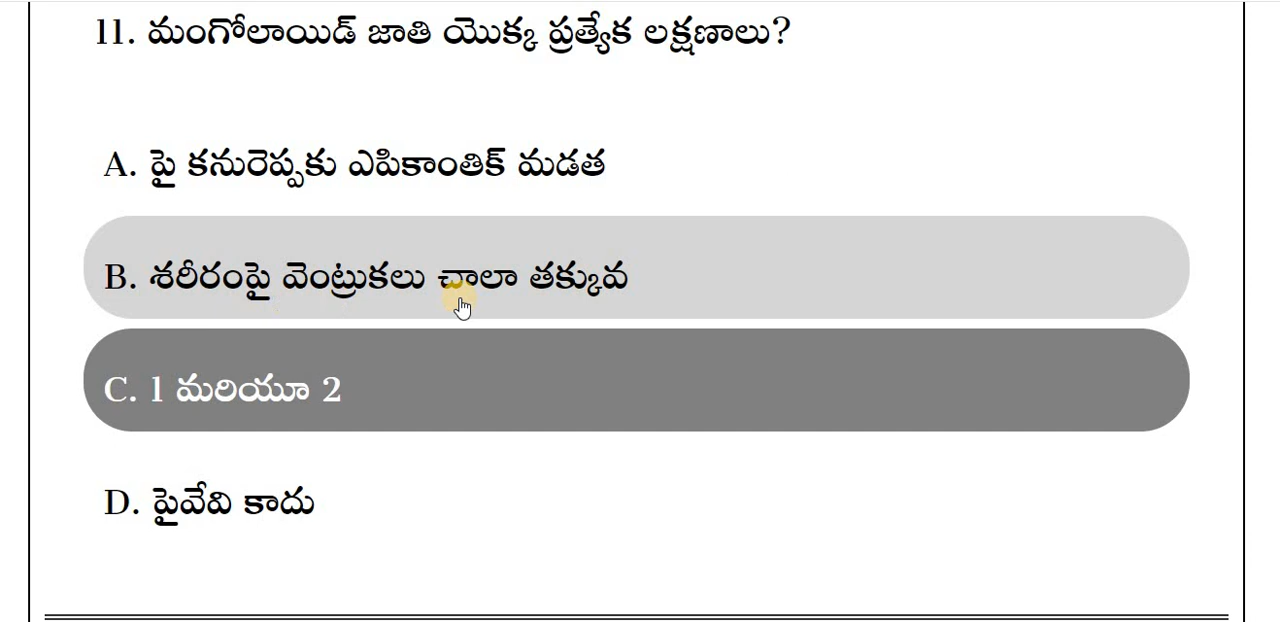 11. మంగోలాయిడ్ జాతి యొక్క ప్రత్యేక లక్షణాలు?
A. పై కనురెప్పకు ఎపికాంతిక్ మడత
B. శరీరంపై వెంట్రుకలు చాలా తక్కువ
C. 1 మరియూ 2
D. పైవేవి కాదు